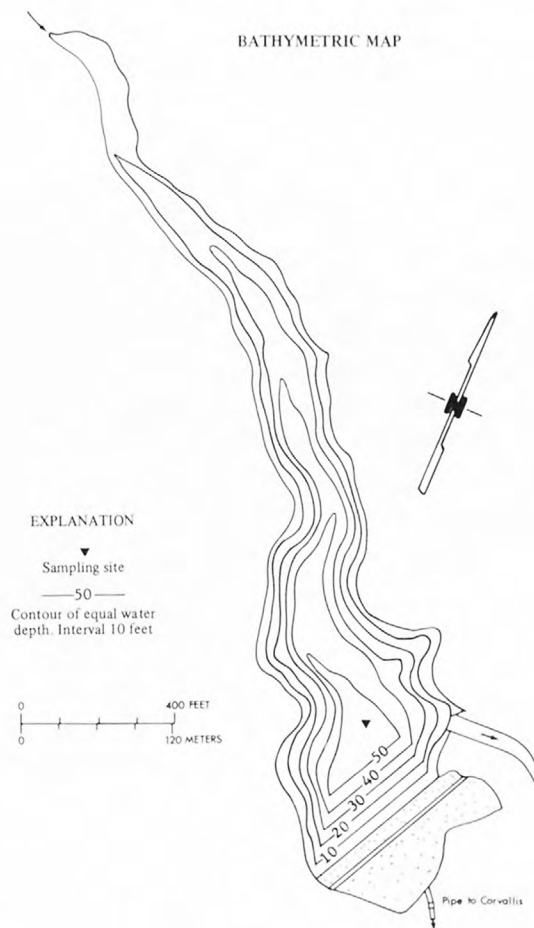 BATHYMETRIC MAP
N
EXPLANATION
Sampling site
50
Contour of equal water
depth. Interval 10 feet
0 400 FEET
0 120 METERS
50
40
30
20
10
Pipe to Corvallis